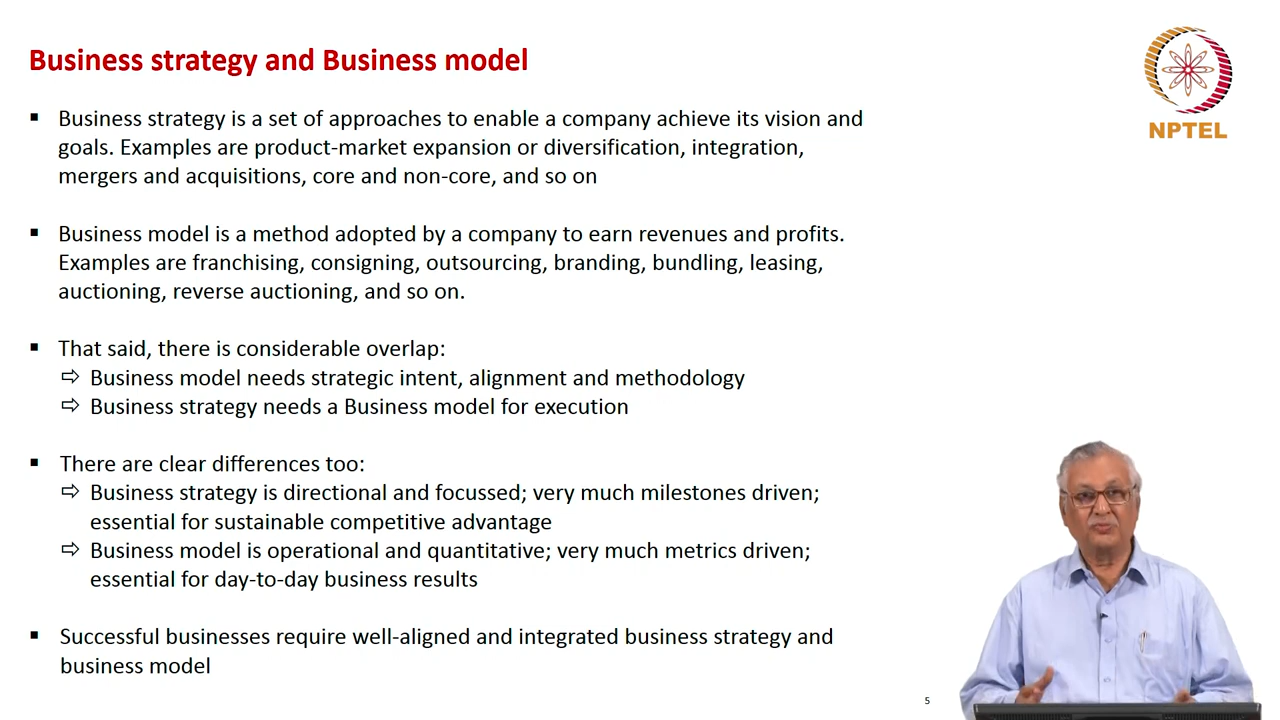 Business strategy and Business model
NPTEL
▪ Business strategy is a set of approaches to enable a company achieve its vision and
goals. Examples are product-market expansion or diversification, integration,
mergers and acquisitions, core and non-core, and so on
▪ Business model is a method adopted by a company to earn revenues and profits.
Examples are franchising, consigning, outsourcing, branding, bundling, leasing,
auctioning, reverse auctioning, and so on.
▪ That said, there is considerable overlap:
⇨ Business model needs strategic intent, alignment and methodology
⇨ Business strategy needs a Business model for execution
▪ There are clear differences too:
⇨ Business strategy is directional and focussed; very much milestones driven;
essential for sustainable competitive advantage
⇨ Business model is operational and quantitative; very much metrics driven;
essential for day-to-day business results
▪ Successful businesses require well-aligned and integrated business strategy and
business model
5